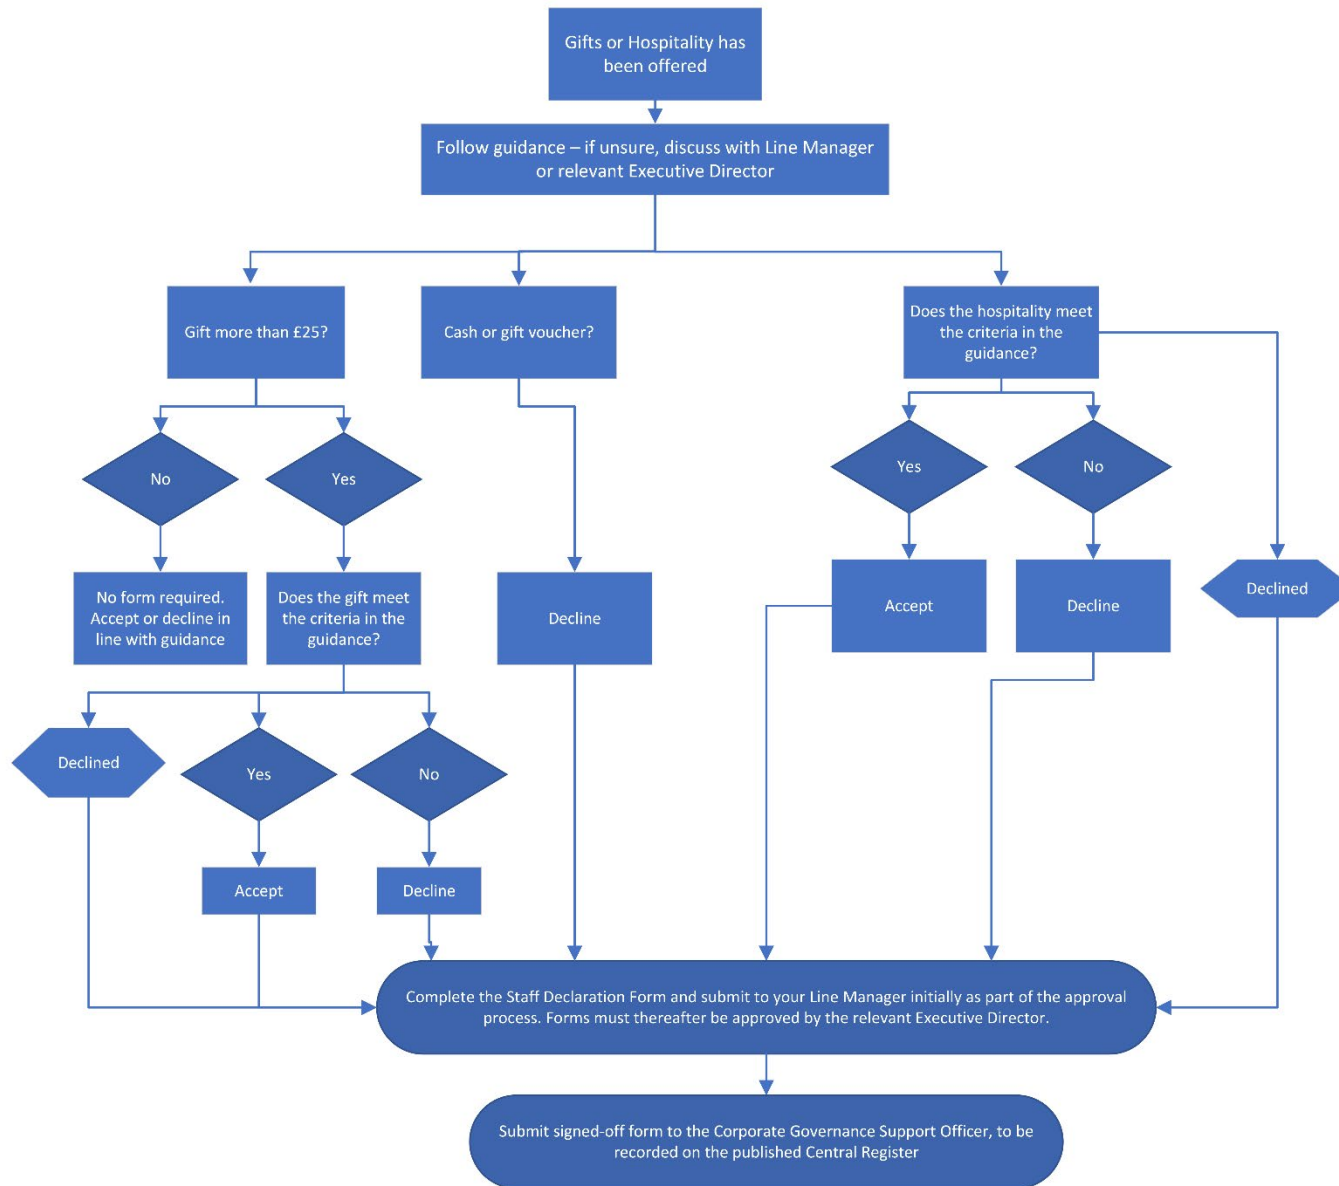 Gifts or Hospitality has
been offered
Follow guidance – if unsure, discuss with Line Manager
or relevant Executive Director
Gift more than £25?
Cash or gift voucher?
Does the hospitality meet
the criteria in the
guidance?
No
Yes
Yes
No
No form required.
Accept or decline in
line with guidance
Does the gift meet
the criteria in the
guidance?
Decline
Accept
Decline
Declined
Declined
Yes
No
Accept
Decline
Complete the Staff Declaration Form and submit to your Line Manager initially as part of the approval
process. Forms must thereafter be approved by the relevant Executive Director.
Submit signed-off form to the Corporate Governance Support Officer, to be
recorded on the published Central Register